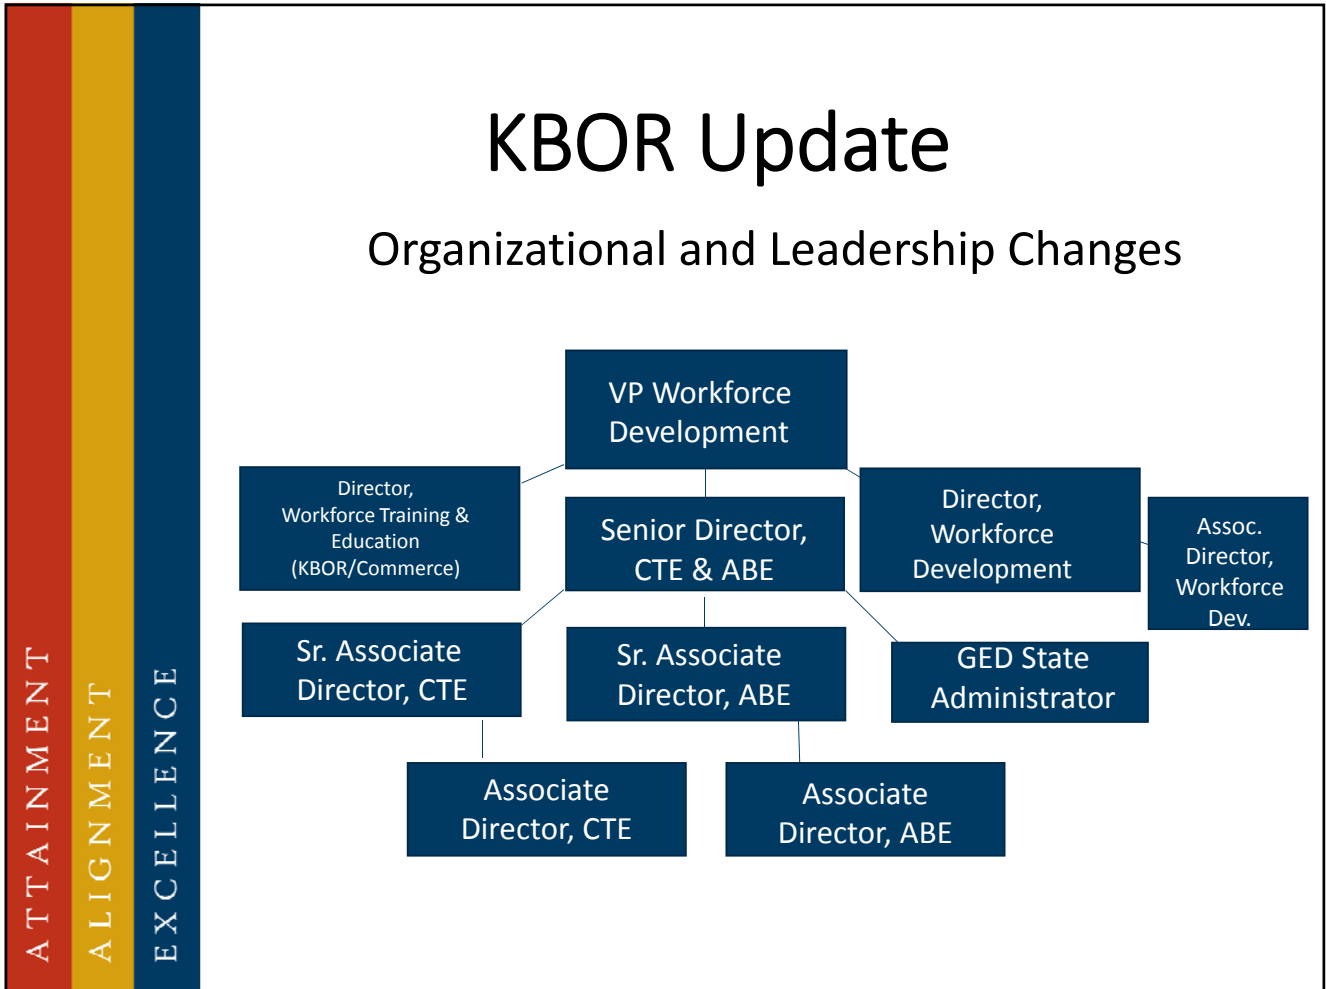 KBOR Update
Organizational and Leadership Changes
VP Workforce
Development
Director,
Workforce Training &
Education
(KBOR/Commerce)
Senior Director,
CTE & ABE
Director,
Workforce
Development
Assoc.
Director,
Workforce
Dev.
Sr. Associate
Director, CTE
Sr. Associate
Director, ABE
GED State
Administrator
Associate
Director, CTE
Associate
Director, ABE
ATTAINMENT
ALIGNMENT
EXCELLENCE